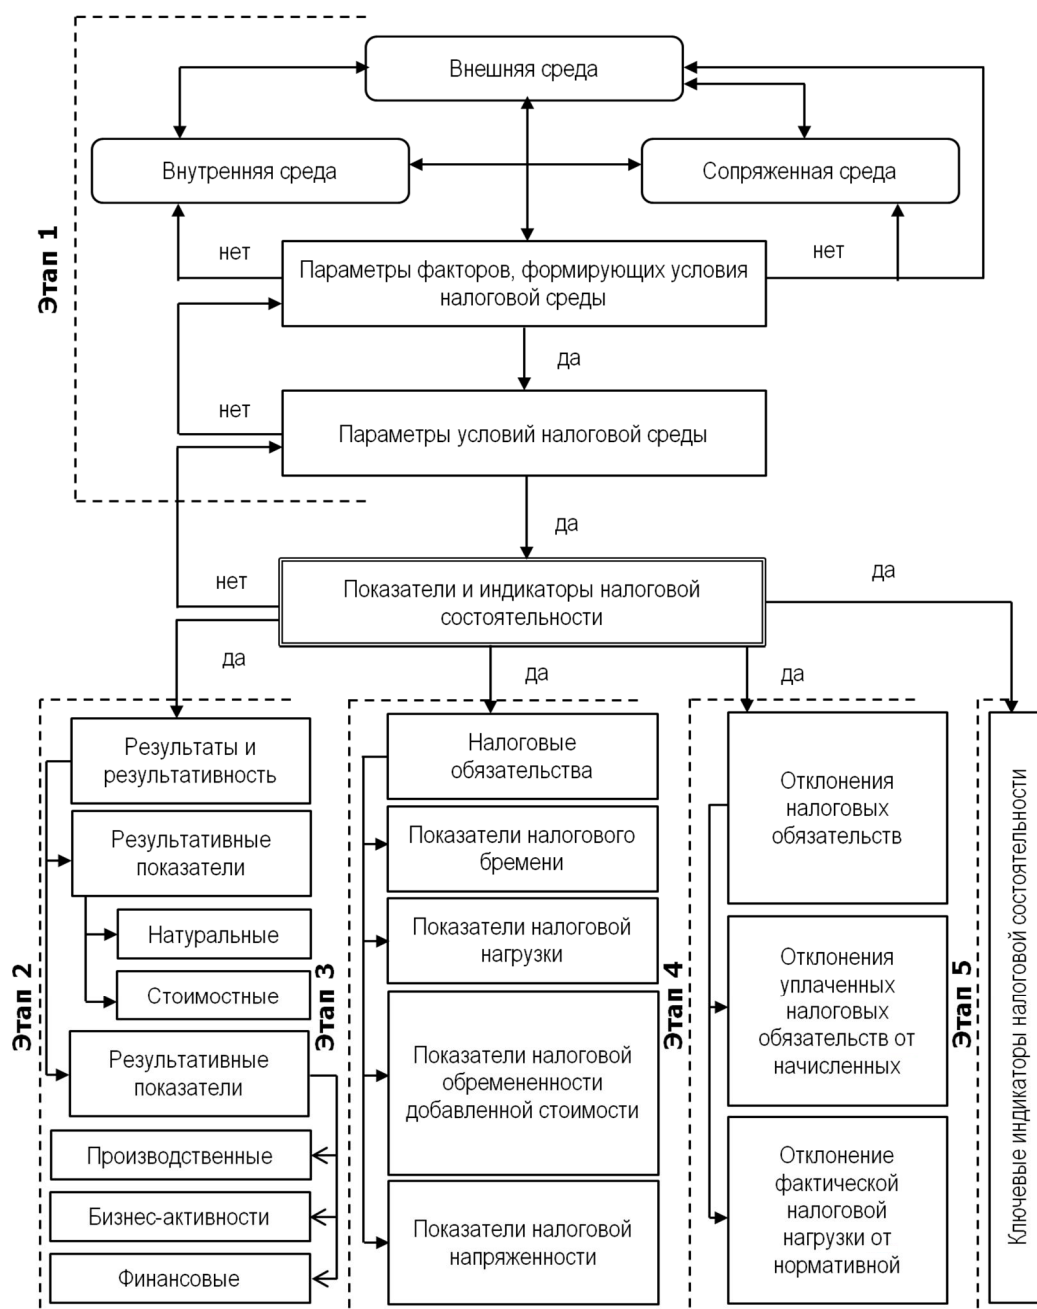 Внешняя среда
Внутренняя среда
Сопряженная среда
Этап 1
нет
нет
Параметры факторов, формирующих условия
налоговой среды
да
нет
Параметры условий налоговой среды
да
нет
Показатели и индикаторы налоговой
состоятельности
да
да
да
да
Этап 2
Результаты и
результативность
Результативные
показатели
Натуральные
Стоимостные
Результативные
показатели
Производственные
Бизнес-активности
Финансовые
Этап 3
Налоговые
обязательства
Показатели налогового
бремени
Показатели налоговой
нагрузки
Показатели налоговой
обремененности
добавленной стоимости
Показатели налоговой
напряженности
Этап 4
Отклонения
налоговых
обязательств
Отклонения
уплаченных
налоговых
обязательств от
начисленных
Отклонение
фактической
налоговой
нагрузки от
нормативной
Этап 5
Ключевые индикаторы налоговой состоятельности